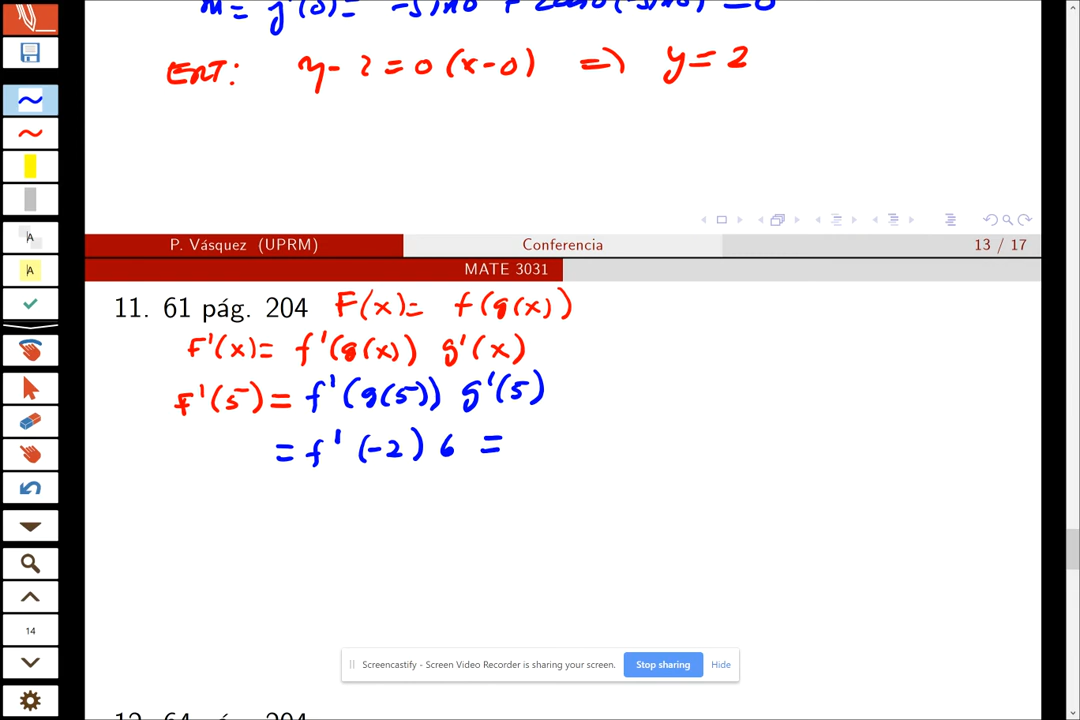 ERT: y-2=0(x-0) => y=2
P. Vásquez (UPRM) Conferencia 13 / 17
MATE 3031
11. 61 pág. 204 F(x)= f(g(x))
F'(x)= f'(g(x)) g'(x)
F'(5)= f'(g(5)) g'(5)
= f'(-2) 6 =
14
Screencastify - Screen Video Recorder is sharing your screen. Stop sharing Hide